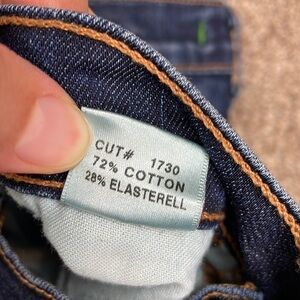 CUT# 1730
72% COTTON
28% ELASTERELL